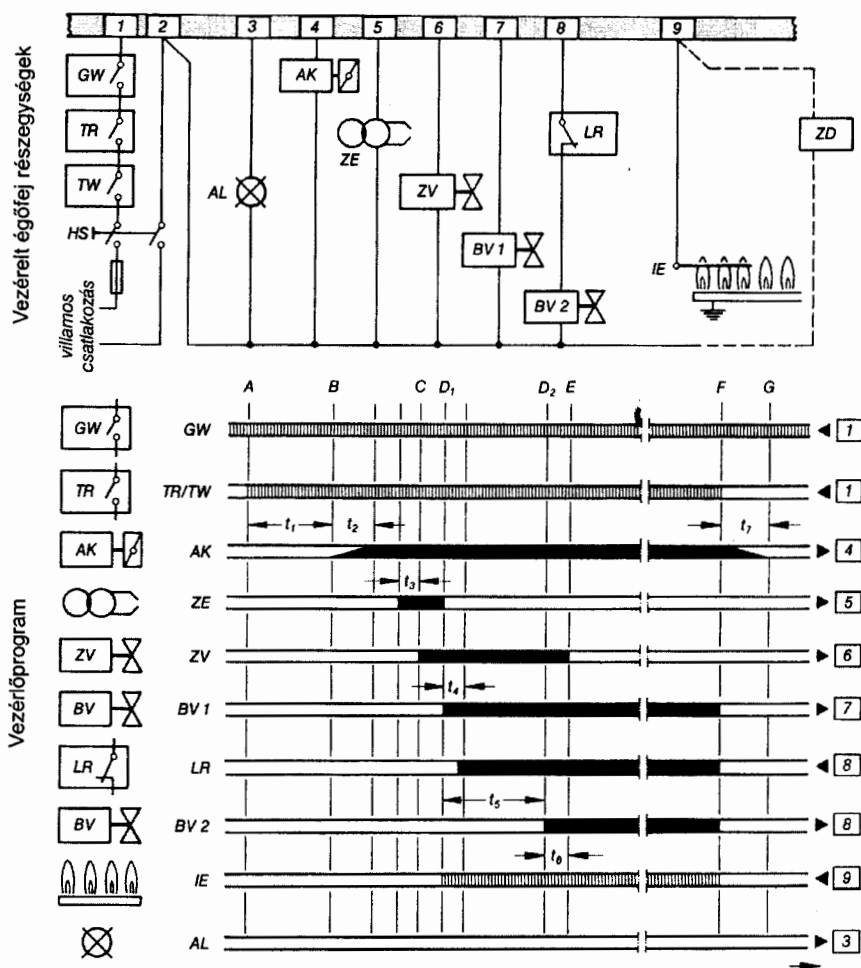 1 2 3 4 5 6 7 8 9
Vezérelt égőfej részegységek
GW
TR
TW
HS
villamos
csatlakozás
AL
AK
ZE
ZV
BV 1
LR
BV 2
IE
ZD
Vezérlőprogram
A B C D₁ D₂ E F G
GW GW 1
TR TR/TW 1
t₁ t₂ t₇
AK AK 4
t₃
ZE 5
ZV ZV 6
t₄
BV BV 1 7
LR LR 8
t₅
BV BV 2 8
t₆
IE 9
AL 3